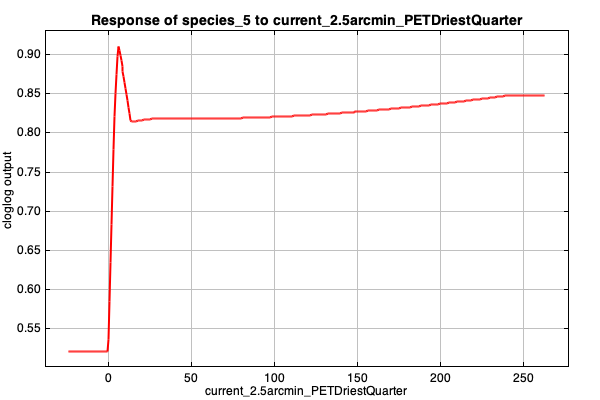 Response of species_5 to current_2.5arcmin_PETDriestQuarter
cloglog output
0.90
0.85
0.80
0.75
0.70
0.65
0.60
0.55
0 50 100 150 200 250
current_2.5arcmin_PETDriestQuarter